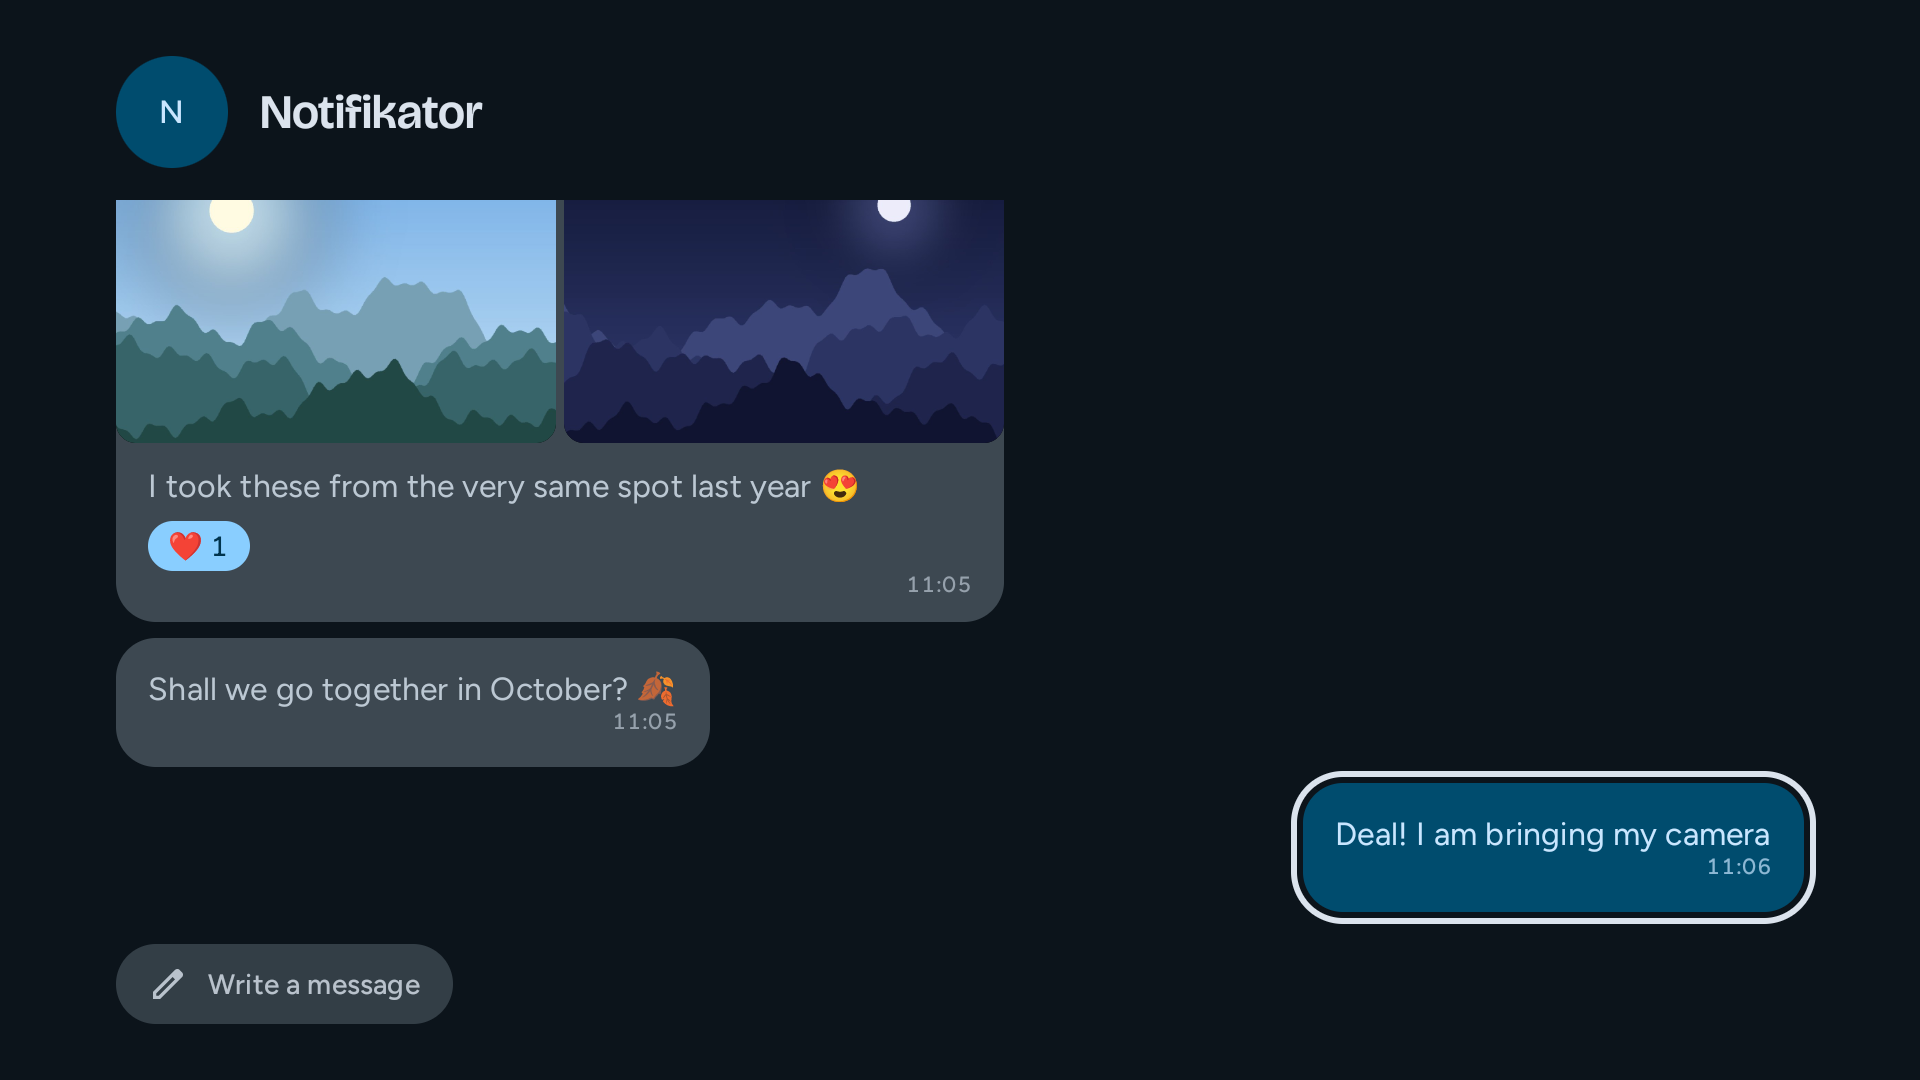 N
Notifikator
I took these from the very same spot last year 😍
❤️ 1
11:05
Shall we go together in October? 🍂
11:05
Deal! I am bringing my camera
11:06
Write a message